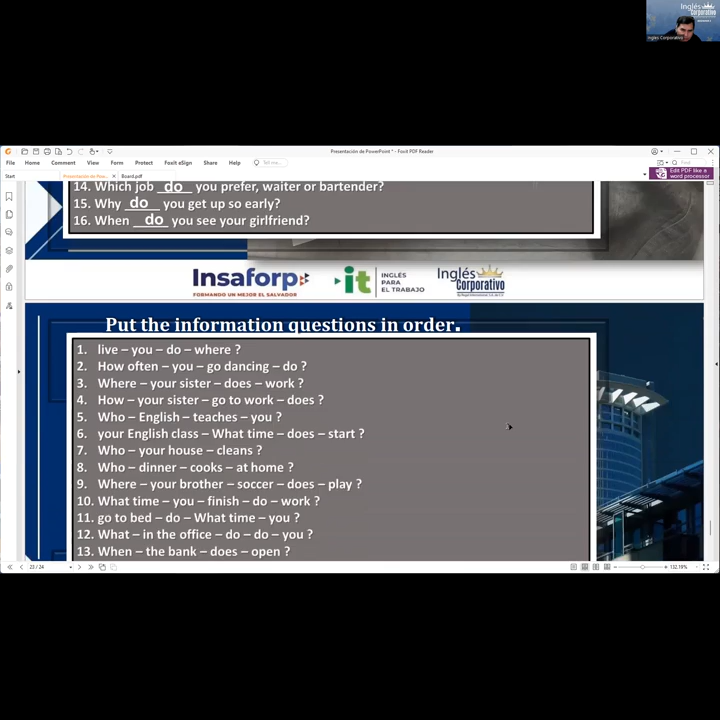 Inglés
Corporativo
Ingles Corporativo
Presentación de PowerPoint * - Foxit PDF Reader
File Home Comment View Form Protect Foxit eSign Share Help Tell me... Find
Start Presentación de Pow... Board.pdf
Edit PDF like a
word processor
14. Which job do you prefer, waiter or bartender?
15. Why do you get up so early?
16. When do you see your girlfriend?
Insaforp
FORMANDO UN MEJOR EL SALVADOR
it
INGLÉS
PARA
EL TRABAJO
Inglés
Corporativo
Put the information questions in order.
1. live – you – do – where ?
2. How often – you – go dancing – do ?
3. Where – your sister – does – work ?
4. How – your sister – go to work – does ?
5. Who – English – teaches – you ?
6. your English class – What time – does – start ?
7. Who – your house – cleans ?
8. Who – dinner – cooks – at home ?
9. Where – your brother – soccer – does – play ?
10. What time – you – finish – do – work ?
11. go to bed – do – What time – you ?
12. What – in the office – do – do – you ?
13. When – the bank – does – open ?
23 / 24
132.19%